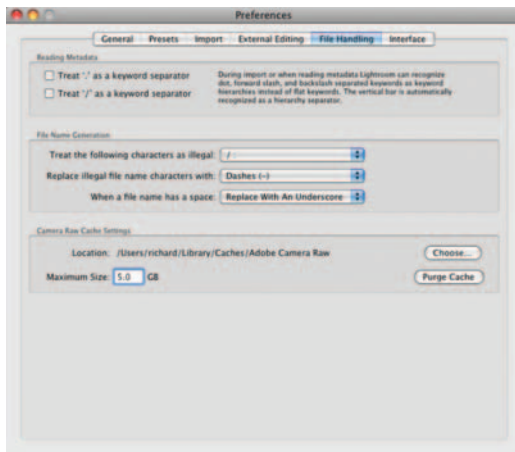 Preferences
General Presets Import External Editing File Handling Interface
Reading Metadata
Treat '.' as a keyword separator
Treat '/' as a keyword separator
During import or when reading metadata Lightroom can recognize
dot, forward slash, and backslash separated keywords as keyword
hierarchies instead of flat keywords. The vertical bar is automatically
recognized as a hierarchy separator.
File Name Generation
Treat the following characters as illegal: / :
Replace illegal file name characters with: Dashes (-)
When a file name has a space: Replace With An Underscore
Camera Raw Cache Settings
Location: /Users/richard/Library/Caches/Adobe Camera Raw Choose...
Maximum Size: 5.0 GB Purge Cache